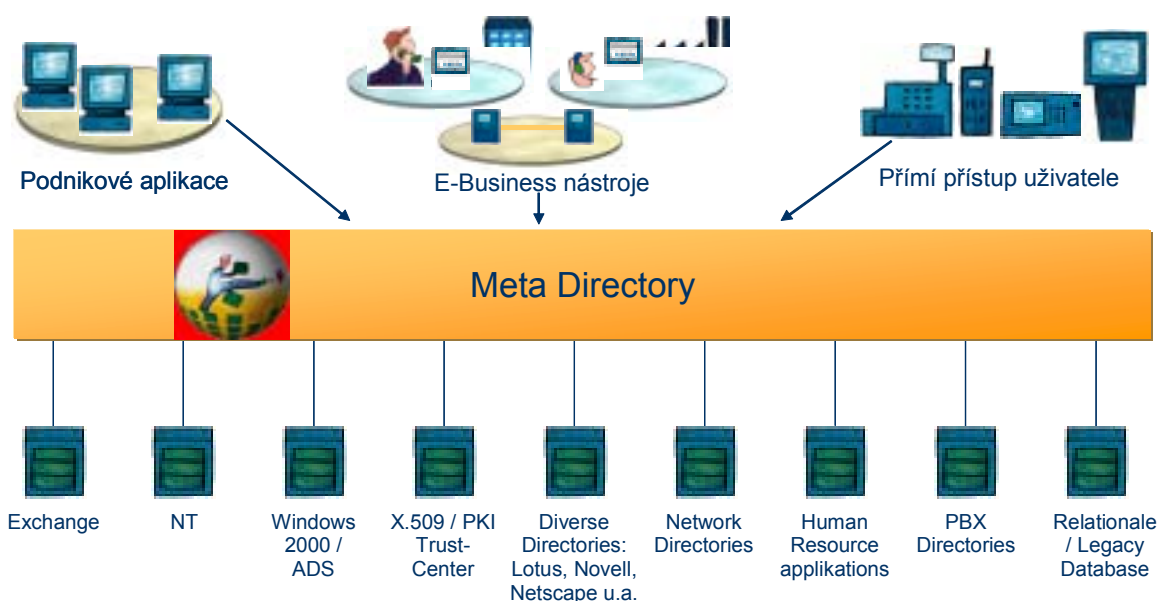 Podnikové aplikace
E-Business nástroje
Přímí přístup uživatele
Meta Directory
Exchange
NT
Windows
2000 /
ADS
X.509 / PKI
Trust-
Center
Diverse
Directories:
Lotus, Novell,
Netscape u.a.
Network
Directories
Human
Resource
applikations
PBX
Directories
Relationale
/ Legacy
Database